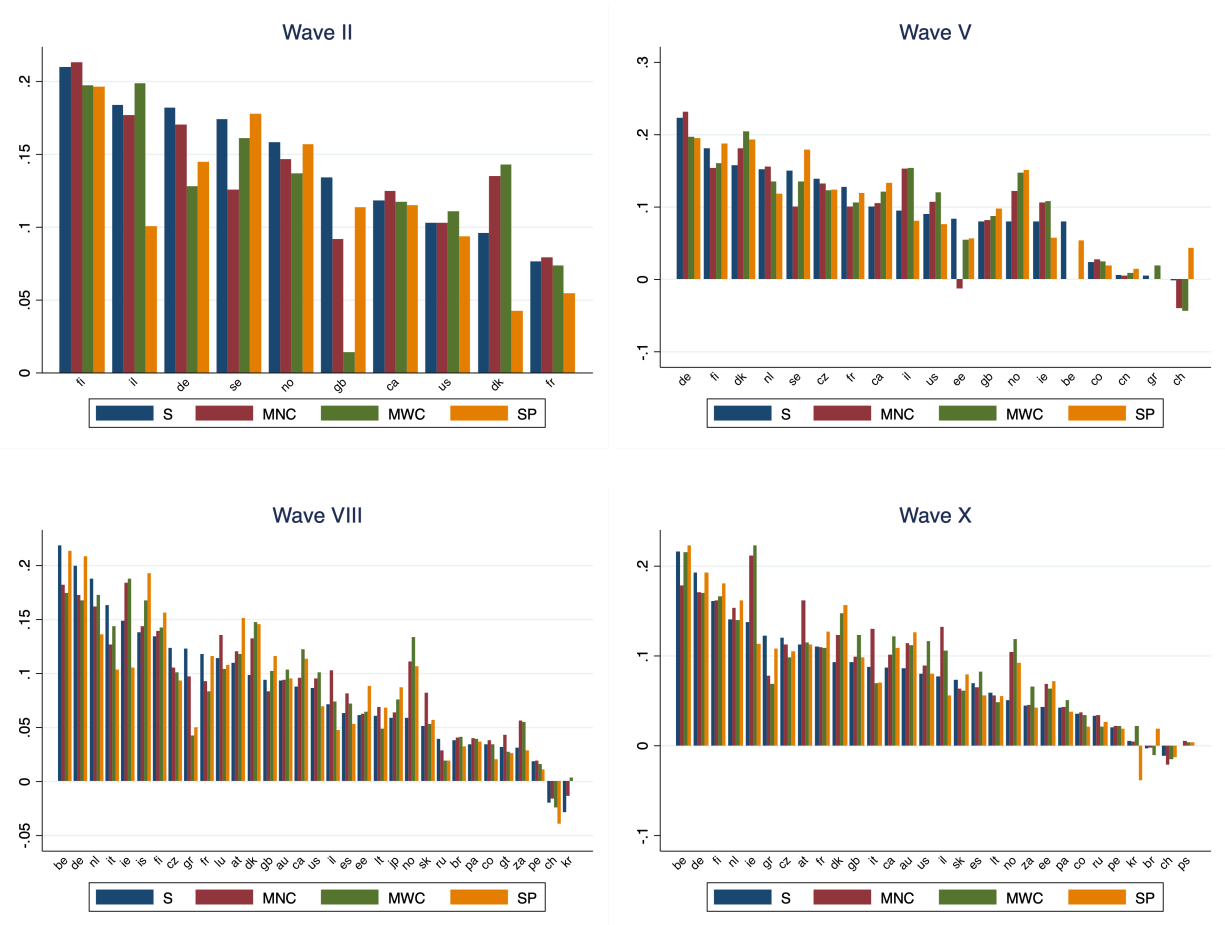 Wave II
.2
.15
.1
.05
0
fi il de se no gb ca us dk fr
S MNC MWC SP
Wave V
.3
.2
.1
0
-.1
de fi dk nl se cz fr ca il us ee gb no ie be co cn gr ch
S MNC MWC SP
Wave VIII
.2
.15
.1
.05
0
-.05
be de nl it ie is fi cz gr fr lu at dk gb au ca us il es ee lt jp no sk ru br pa co gt za pe ch kr
S MNC MWC SP
Wave X
.2
.1
0
-.1
be de fi nl ie gr cz at fr dk gb it ca au us il sk es lt no za ee pa co ru pe kr br ch ps
S MNC MWC SP